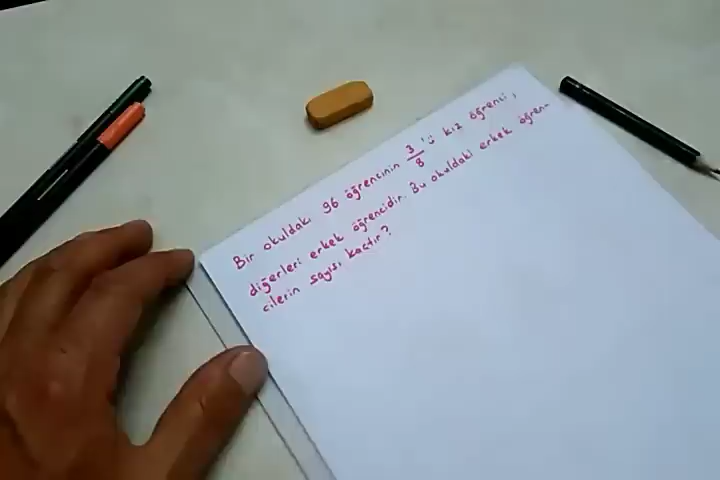 Bir okuldaki 96 öğrencinin 3/8 'ü kız öğrenci,
diğerleri erkek öğrencidir. Bu okuldaki erkek öğren-
cilerin sayısı kaçtır?